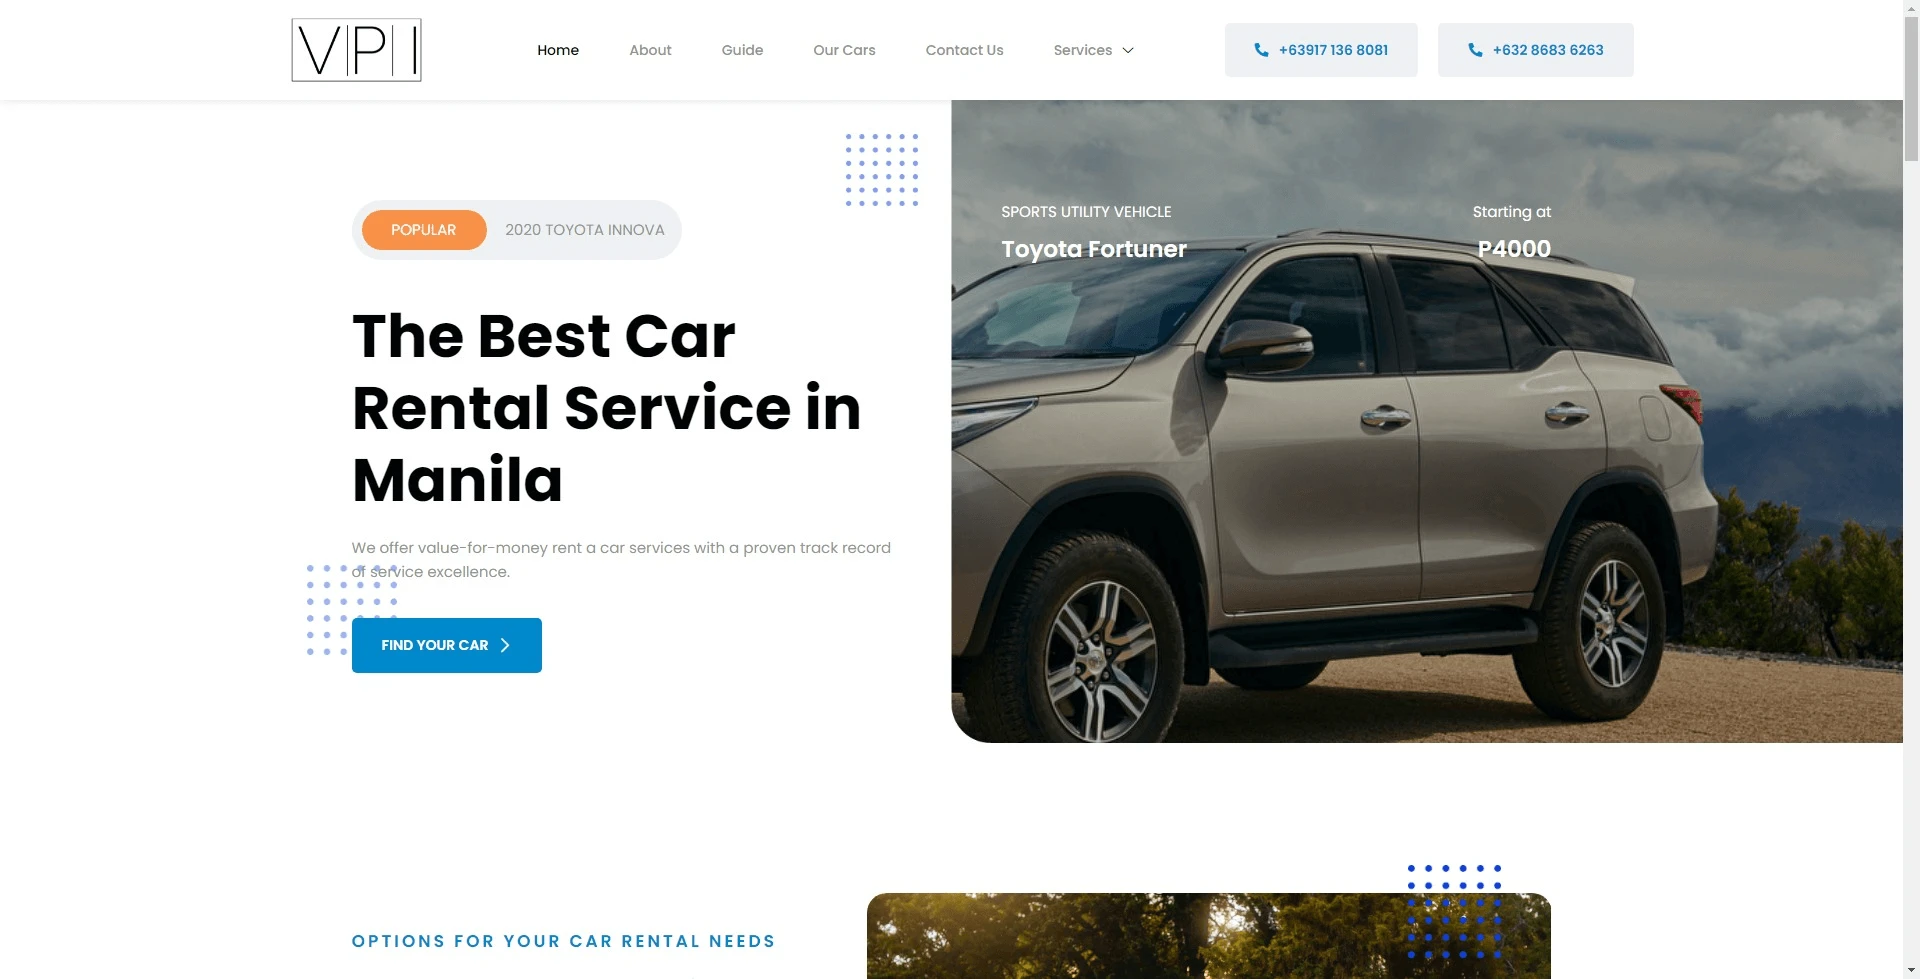 VPI
Home
About
Guide
Our Cars
Contact Us
Services
+63917 136 8081
+632 8683 6263
POPULAR
2020 TOYOTA INNOVA
The Best Car
Rental Service in
Manila
We offer value-for-money rent a car services with a proven track record
of service excellence.
FIND YOUR CAR
SPORTS UTILITY VEHICLE
Toyota Fortuner
Starting at
P4000
OPTIONS FOR YOUR CAR RENTAL NEEDS